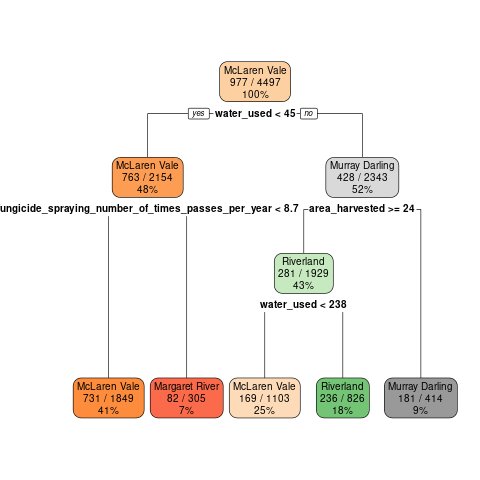 McLaren Vale
977 / 4497
100%
yes water_used < 45 no
McLaren Vale
763 / 2154
48%
Murray Darling
428 / 2343
52%
ungicide_spraying_number_of_times_passes_per_year < 8.7
area_harvested >= 24
Riverland
281 / 1929
43%
water_used < 238
McLaren Vale
731 / 1849
41%
Margaret River
82 / 305
7%
McLaren Vale
169 / 1103
25%
Riverland
236 / 826
18%
Murray Darling
181 / 414
9%